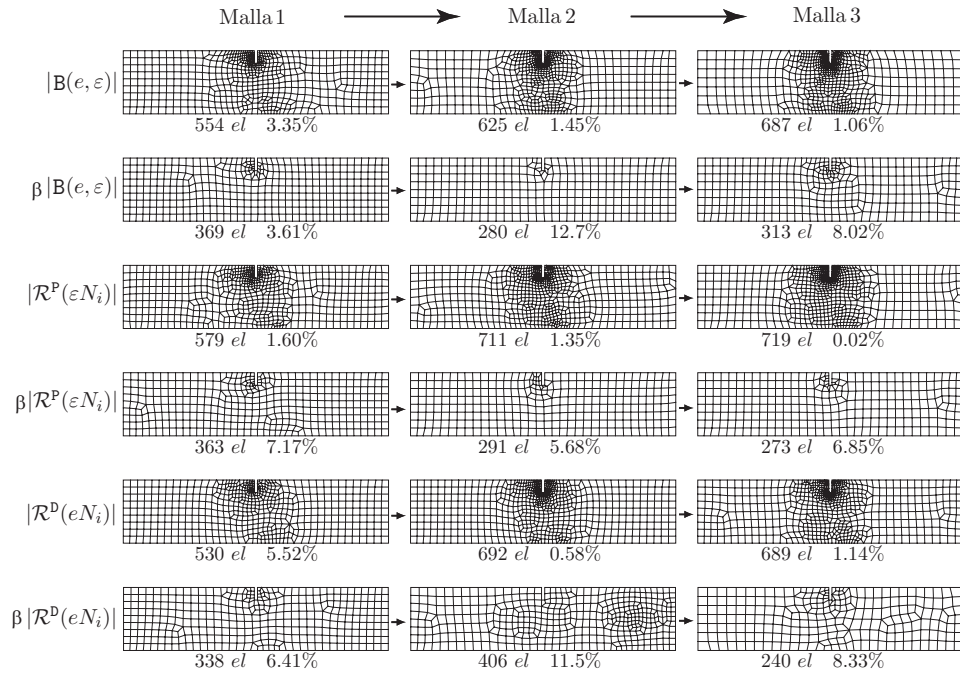 Malla 1 Malla 2 Malla 3
|B(e, ε)|
554 el 3.35% 625 el 1.45% 687 el 1.06%
β |B(e, ε)|
369 el 3.61% 280 el 12.7% 313 el 8.02%
|ℛᴾ(εNᵢ)|
579 el 1.60% 711 el 1.35% 719 el 0.02%
β|ℛᴾ(εNᵢ)|
363 el 7.17% 291 el 5.68% 273 el 6.85%
|ℛᴰ(eNᵢ)|
530 el 5.52% 692 el 0.58% 689 el 1.14%
β |ℛᴰ(eNᵢ)|
338 el 6.41% 406 el 11.5% 240 el 8.33%